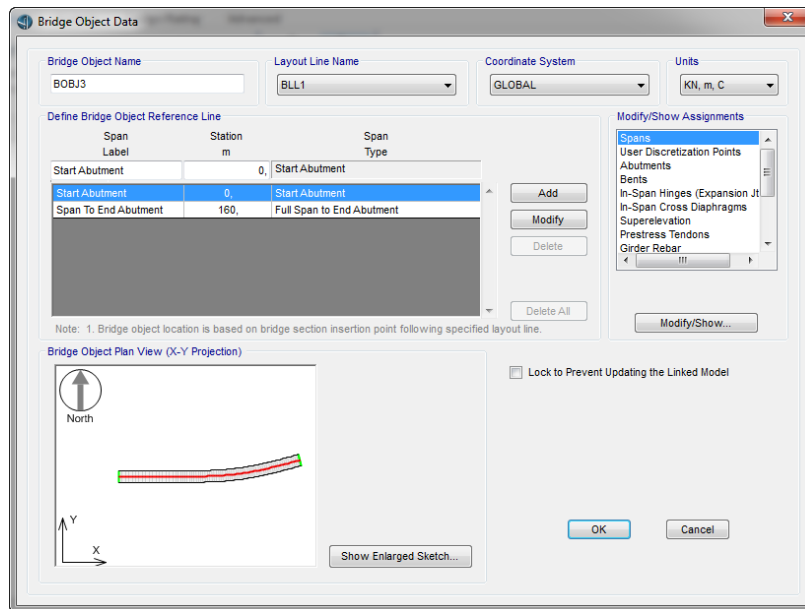 Bridge Object Data
Bridge Object Name
Layout Line Name
Coordinate System
Units
BOBJ3
BLL1
GLOBAL
KN, m, C
Define Bridge Object Reference Line
Modify/Show Assignments
Span Label
Station m
Span Type
Start Abutment 0, Start Abutment
Start Abutment 0, Start Abutment
Span To End Abutment 160, Full Span to End Abutment
Add
Modify
Delete
Delete All
Note: 1. Bridge object location is based on bridge section insertion point following specified layout line.
Spans
User Discretization Points
Abutments
Bents
In-Span Hinges (Expansion Jt
In-Span Cross Diaphragms
Superelevation
Prestress Tendons
Girder Rebar
Modify/Show...
Bridge Object Plan View (X-Y Projection)
North
Y
X
Show Enlarged Sketch...
Lock to Prevent Updating the Linked Model
OK
Cancel